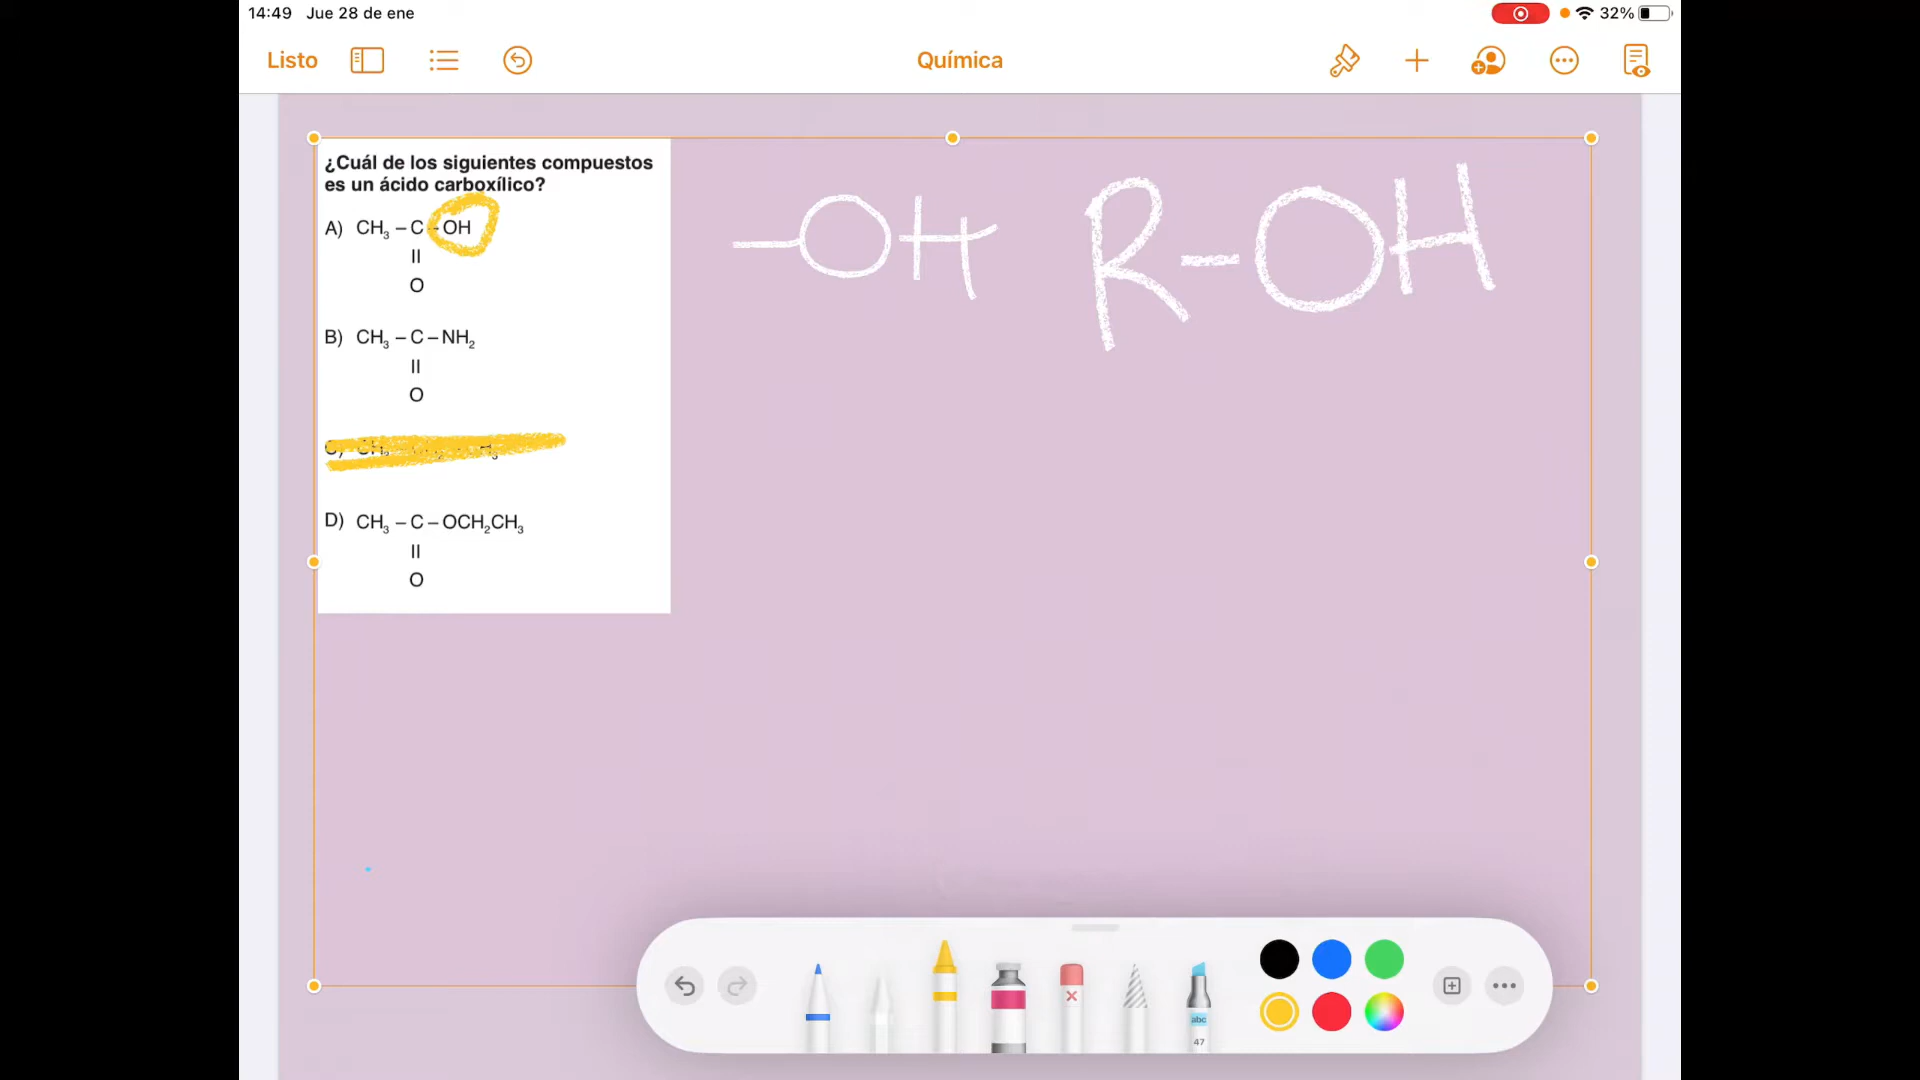 14:49 Jue 28 de ene
32%
Listo
Química
¿Cuál de los siguientes compuestos
es un ácido carboxílico?
A) CH₃ – C – OH
||
O
B) CH₃ – C – NH₂
||
O
D) CH₃ – C – OCH₂CH₃
||
O
–OH R–OH
abc
47